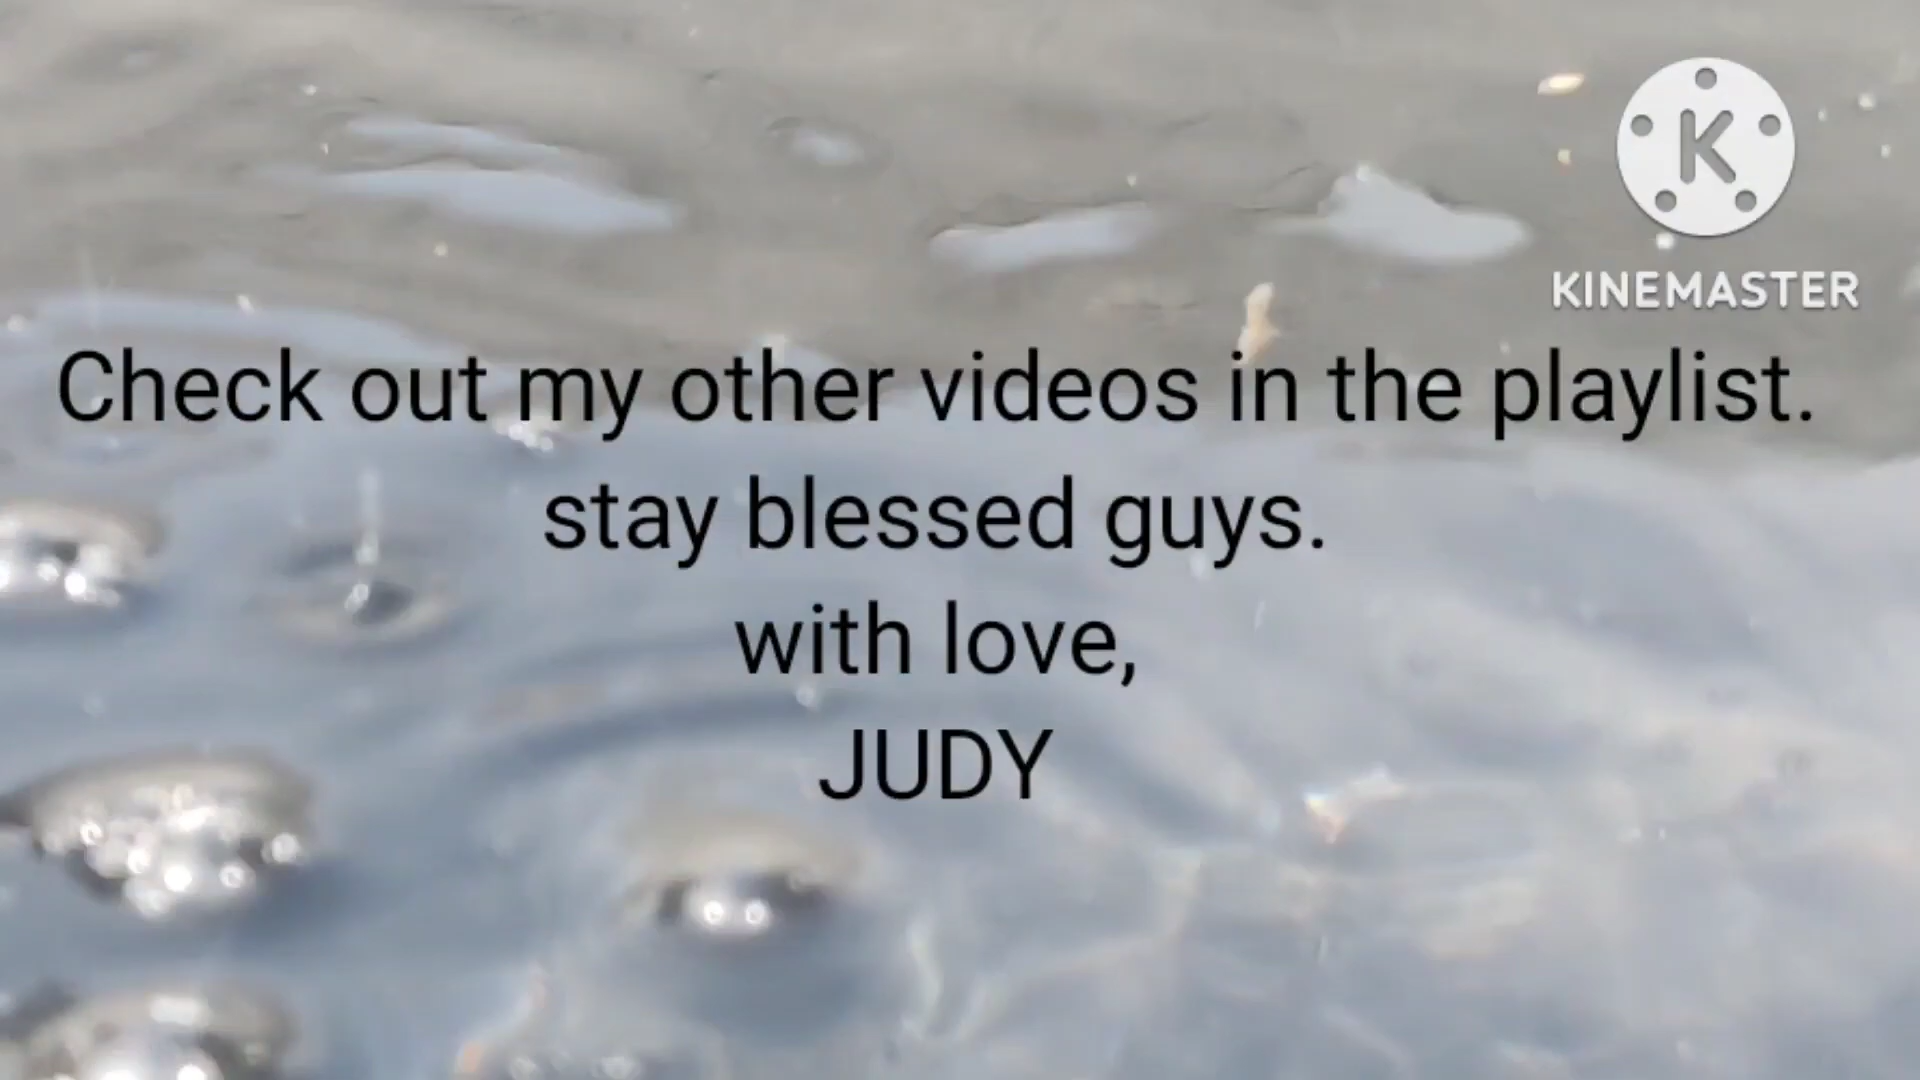 K
KINEMASTER
Check out my other videos in the playlist.
stay blessed guys.
with love,
JUDY